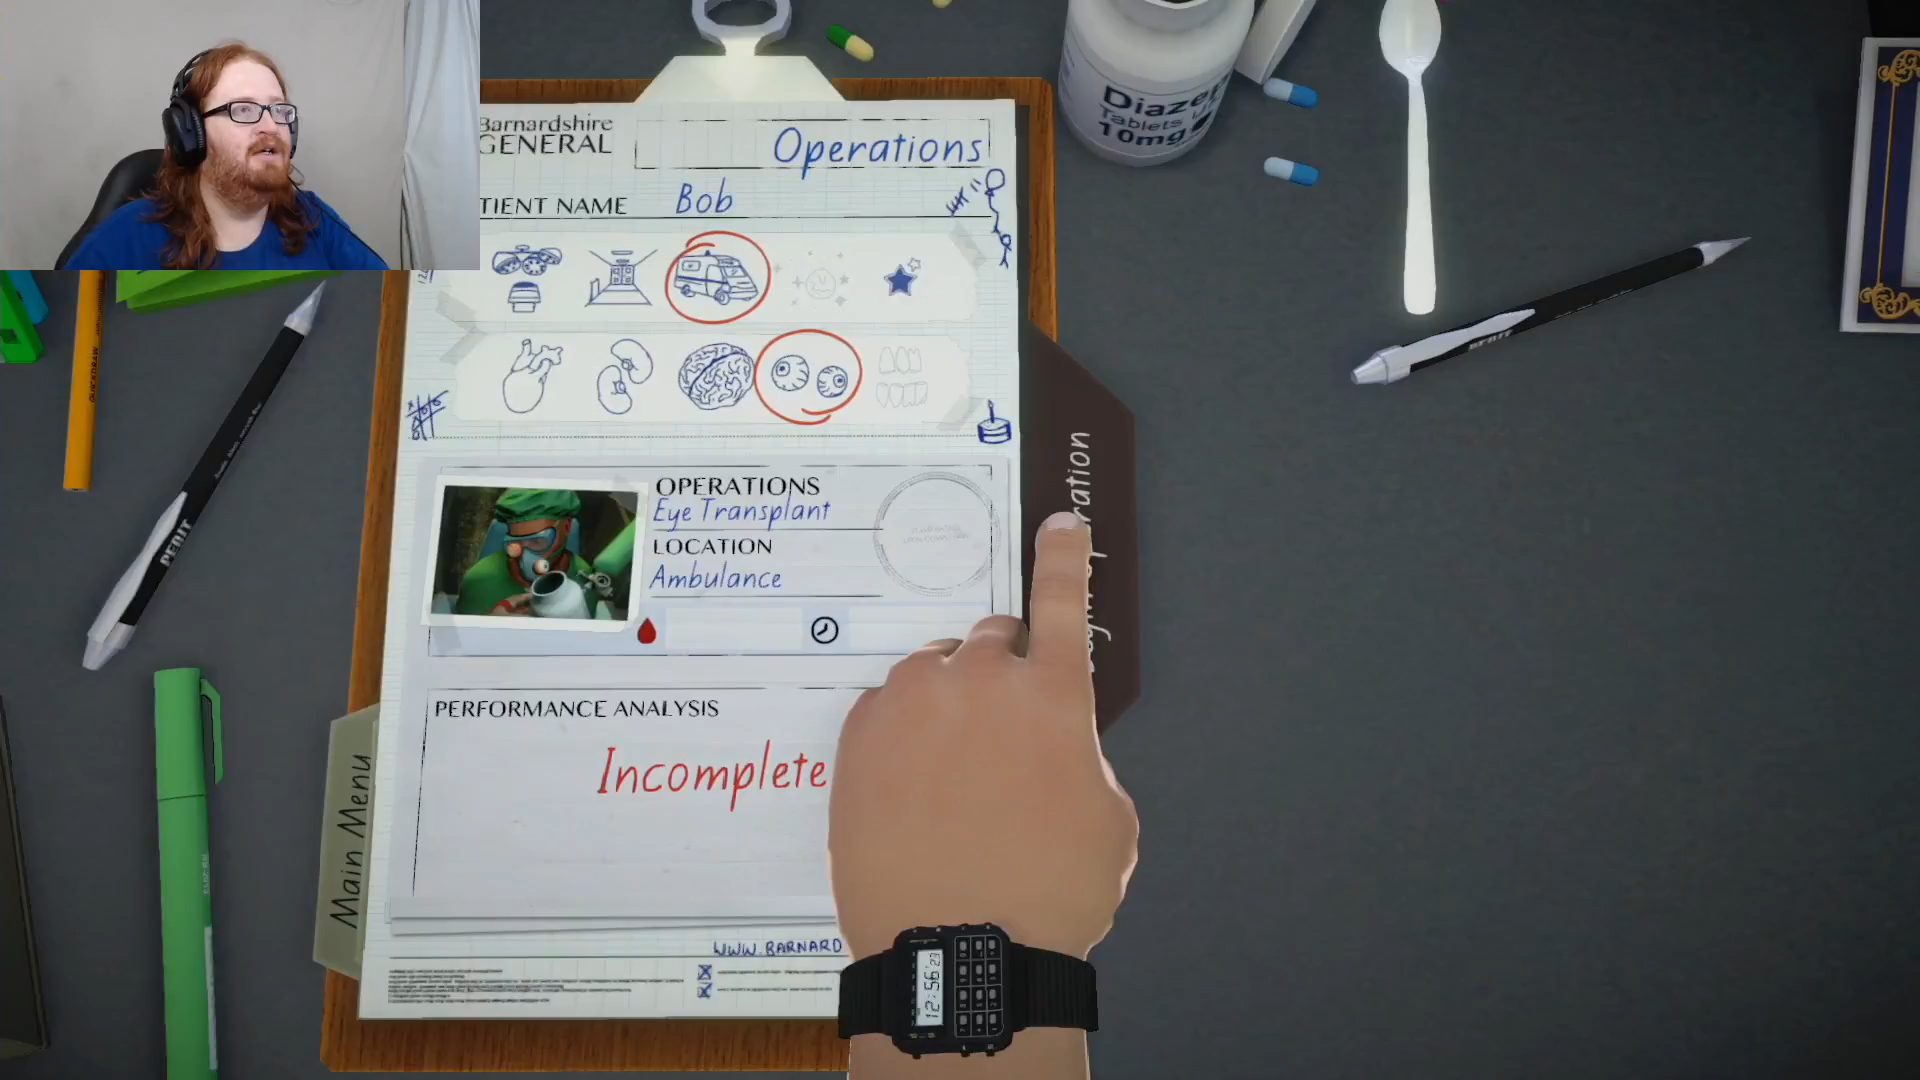 Barnardshire
GENERAL
Operations
TIENT NAME Bob
OPERATIONS
Eye Transplant
LOCATION
Ambulance
PERFORMANCE ANALYSIS
Incomplete
WWW.BARNARD
Main Menu
ration
Diaze
Tablets
10mg
PENIT
12:56